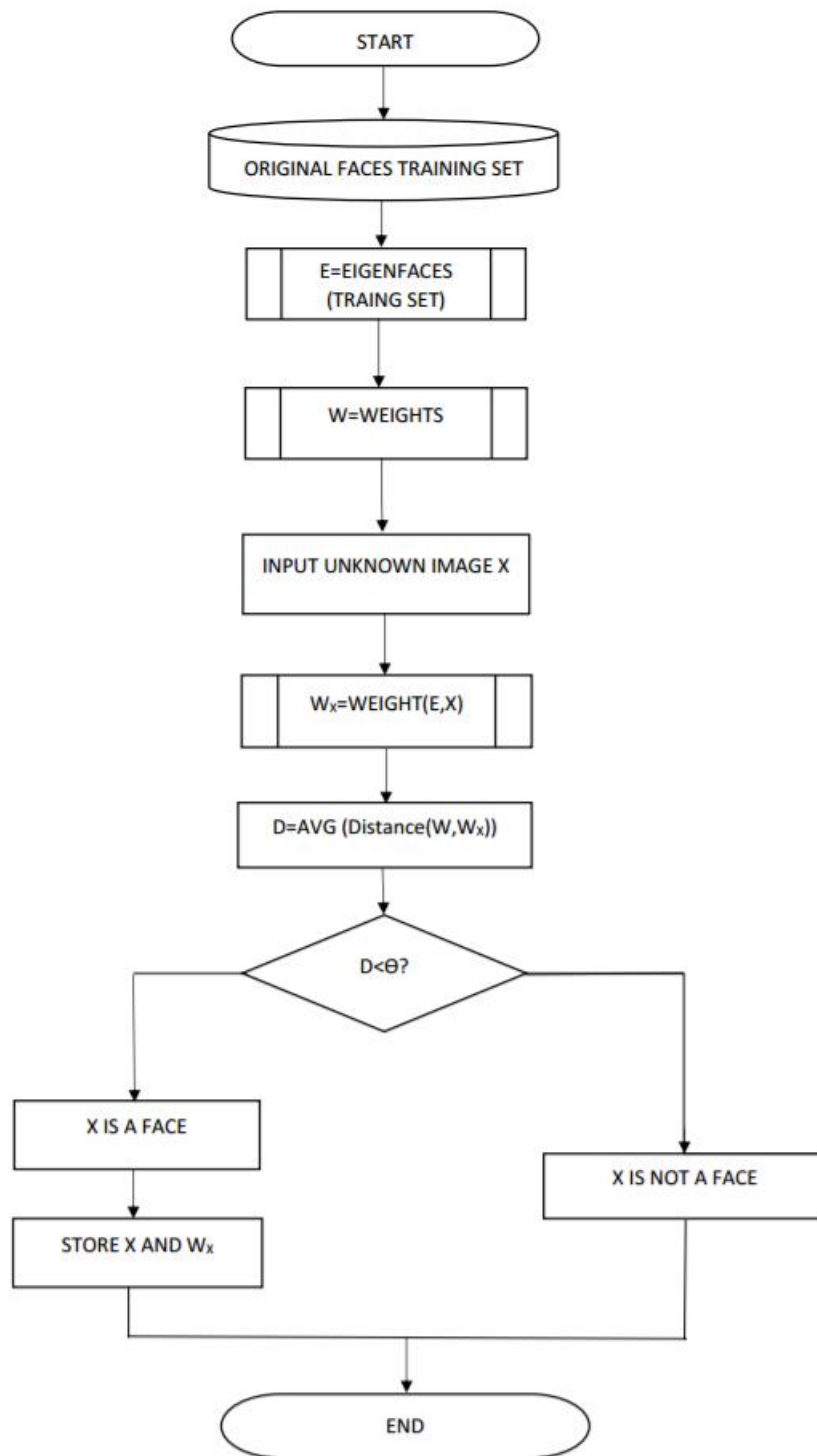 START
ORIGINAL FACES TRAINING SET
E=EIGENFACES
(TRAING SET)
W=WEIGHTS
INPUT UNKNOWN IMAGE X
Wₓ=WEIGHT(E,X)
D=AVG (Distance(W,Wₓ))
D<Ɵ?
X IS A FACE
X IS NOT A FACE
STORE X AND Wₓ
END